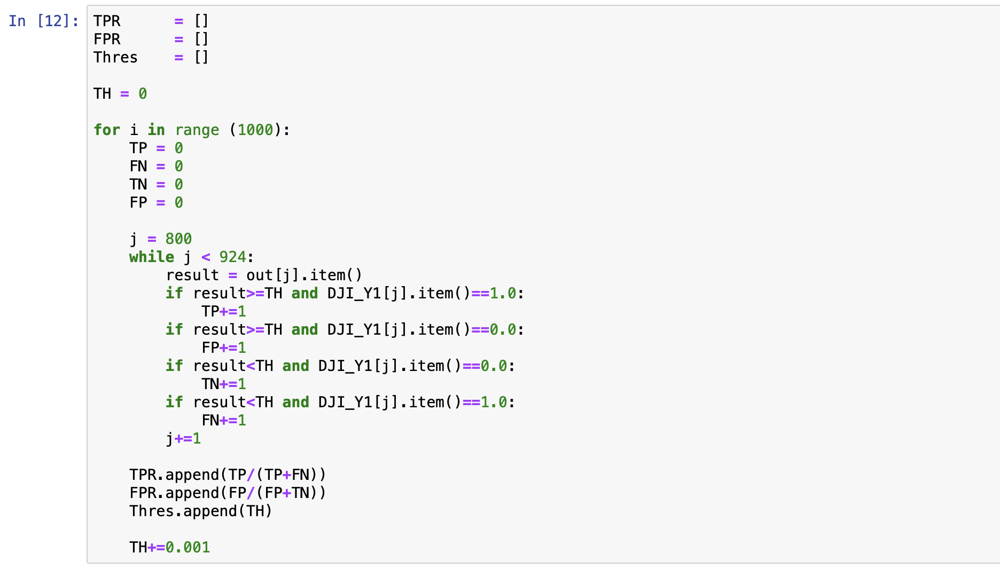 In [12]:
TPR      = []
FPR      = []
Thres    = []

TH = 0

for i in range (1000):
    TP = 0
    FN = 0
    TN = 0
    FP = 0

    j = 800
    while j < 924:
        result = out[j].item()
        if result>=TH and DJI_Y1[j].item()==1.0:
            TP+=1
        if result>=TH and DJI_Y1[j].item()==0.0:
            FP+=1
        if result<TH and DJI_Y1[j].item()==0.0:
            TN+=1
        if result<TH and DJI_Y1[j].item()==1.0:
            FN+=1
        j+=1

    TPR.append(TP/(TP+FN))
    FPR.append(FP/(FP+TN))
    Thres.append(TH)

    TH+=0.001